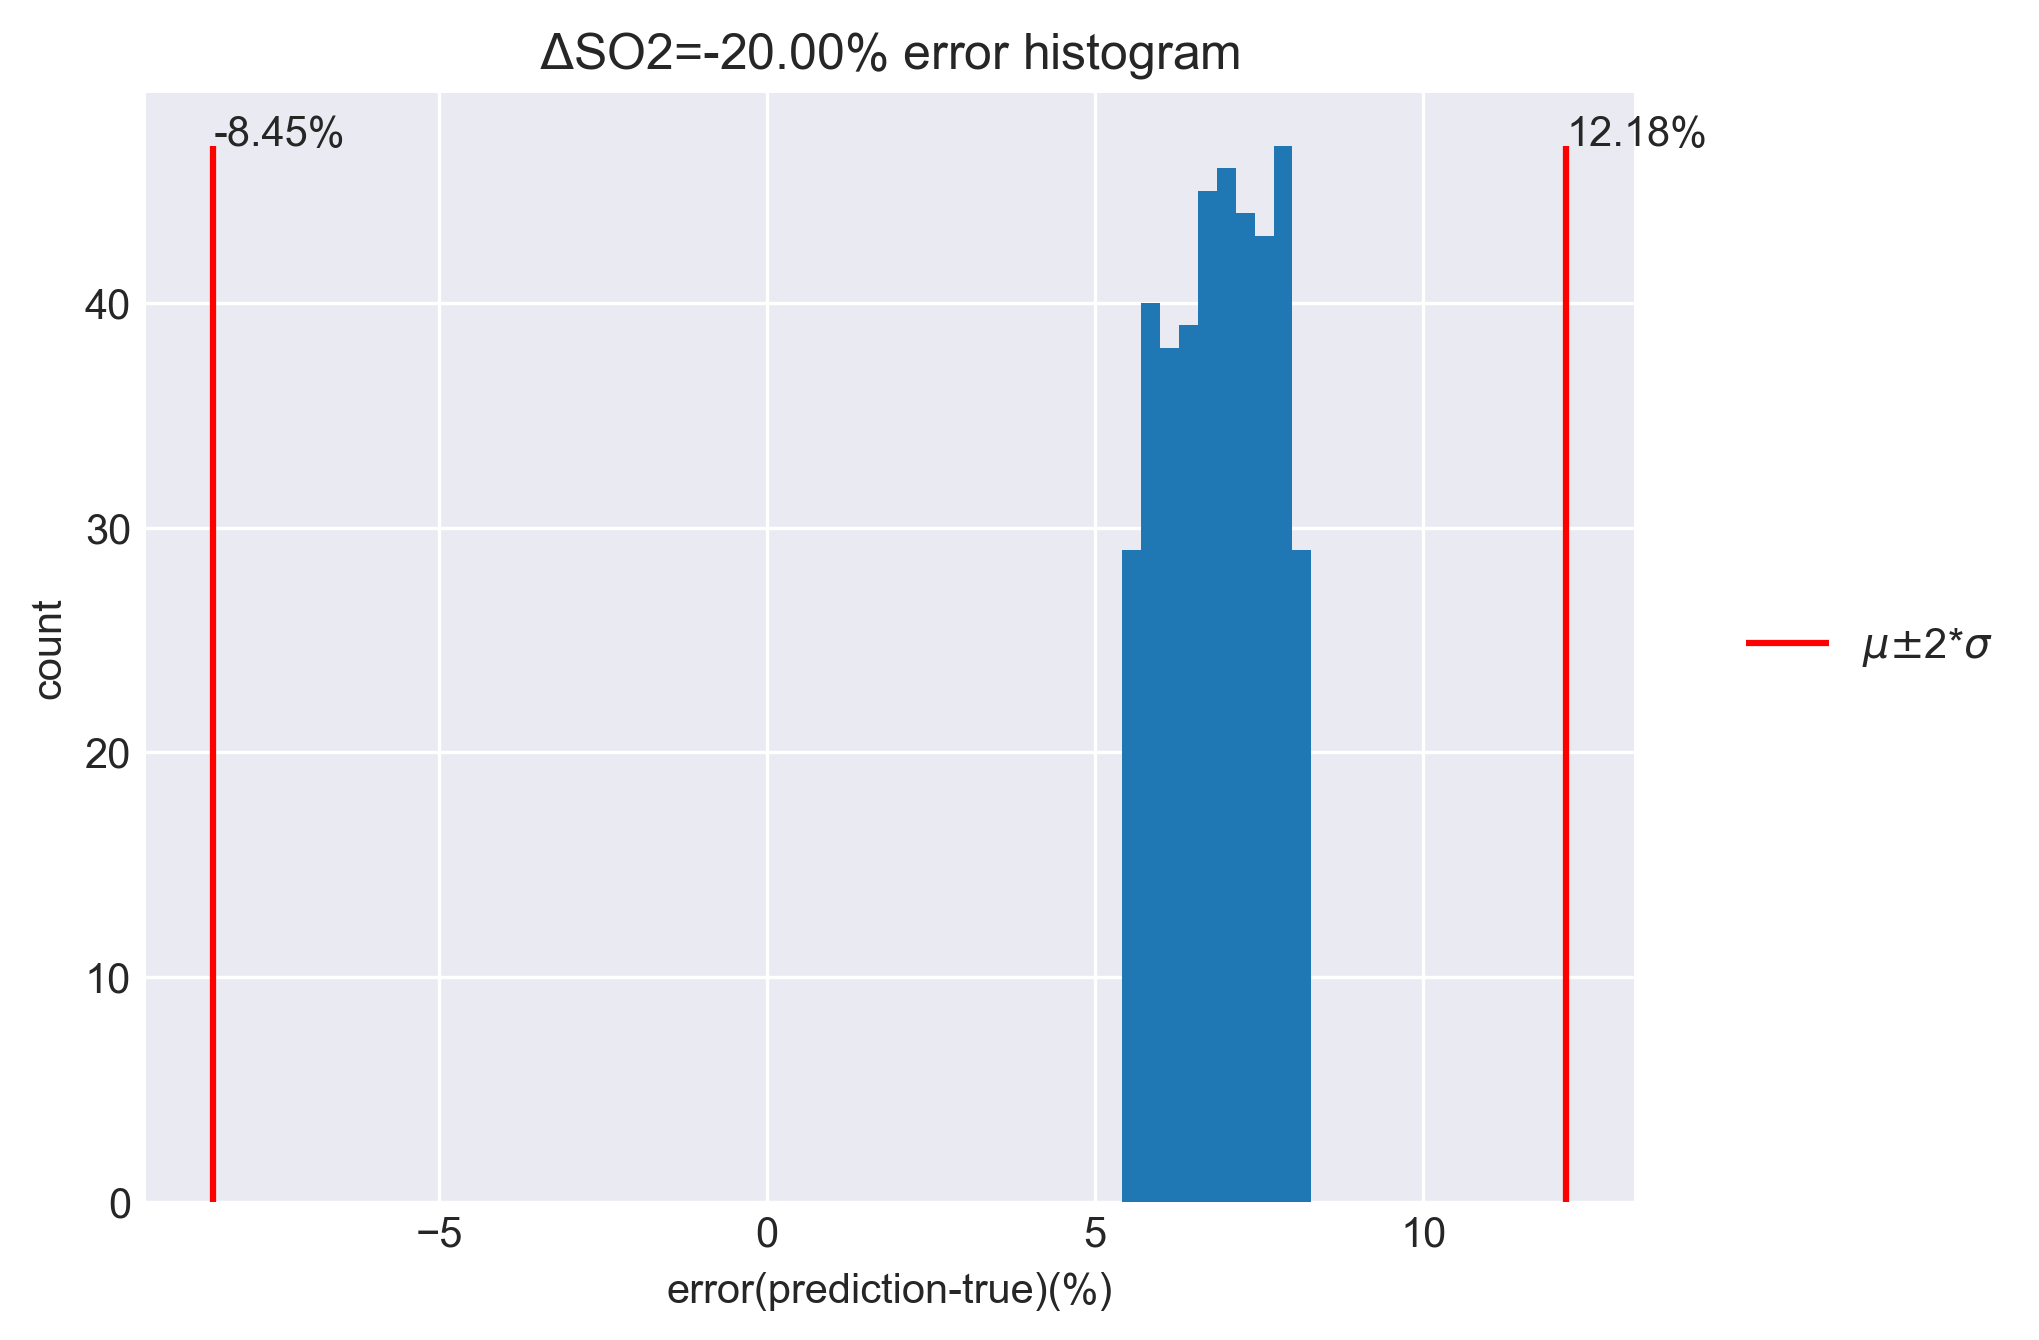 ΔSO2=-20.00% error histogram
-8.45%
12.18%
40
30
20
10
0
count
−5
0
5
10
error(prediction-true)(%)
μ±2*σ